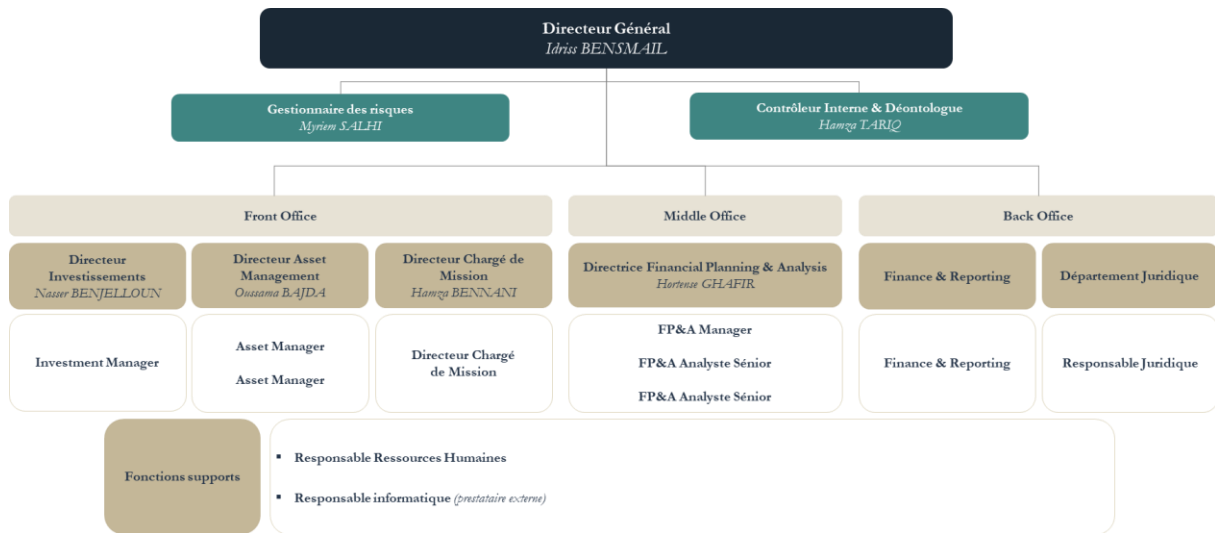 Directeur Général
Idriss BENSMAIL
Gestionnaire des risques
Myriem SALHI
Contrôleur Interne & Déontologue
Hamza TARIQ
Front Office
Middle Office
Back Office
Directeur
Investissements
Nasser BENJELLOUN
Directeur Asset
Management
Oussama BAJDA
Directeur Chargé de
Mission
Hamza BENNANI
Directrice Financial Planning & Analysis
Hortense GHAFIR
Finance & Reporting
Département Juridique
Investment Manager
Asset Manager
Asset Manager
Directeur Chargé
de Mission
FP&A Manager
FP&A Analyste Sénior
FP&A Analyste Sénior
Finance & Reporting
Responsable Juridique
Fonctions supports
▪ Responsable Ressources Humaines
▪ Responsable informatique (prestataire externe)